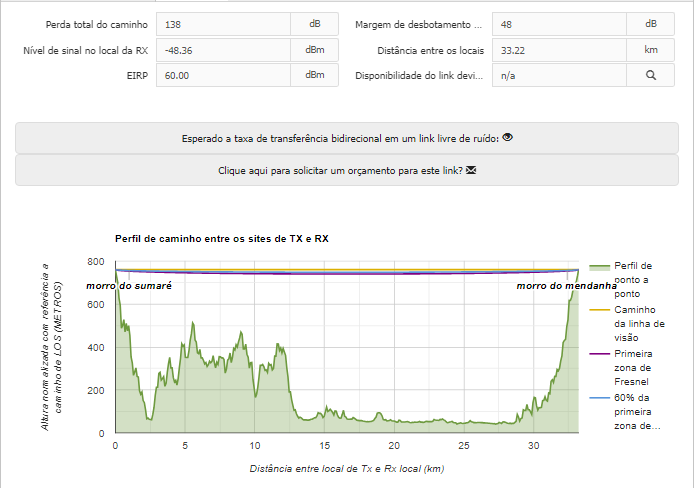 Perda total do caminho 138 dB Margem de desbotamento ... 48 dB
Nível de sinal no local da RX -48.36 dBm Distância entre os locais 33.22 km
EIRP 60.00 dBm Disponibilidade do link devi... n/a
Esperado a taxa de transferência bidirecional em um link livre de ruído:
Clique aqui para solicitar um orçamento para este link?
Perfil de caminho entre os sites de TX e RX
Altura normalizada com referência a
caminho de LOS (METROS)
800
600
400
200
0
morro do sumaré
morro do mendanha
0 5 10 15 20 25 30
Distância entre local de Tx e Rx local (km)
Perfil de
ponto a
ponto
Caminho
da linha de
visão
Primeira
zona de
Fresnel
60% da
primeira
zona de...